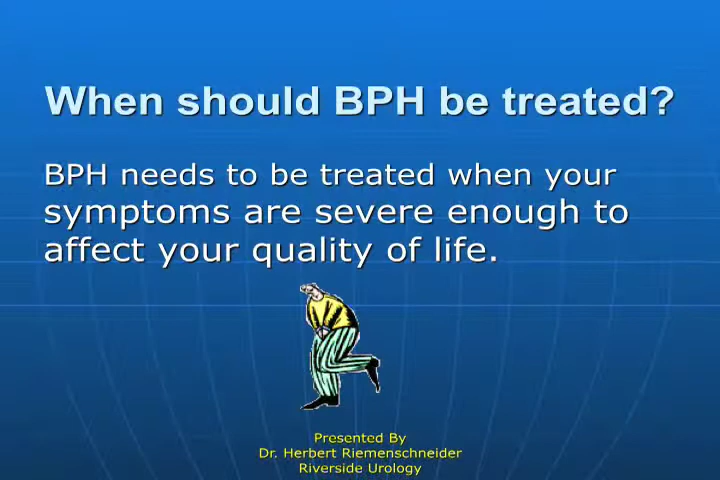 When should BPH be treated?
BPH needs to be treated when your
symptoms are severe enough to
affect your quality of life.
Presented By
Dr. Herbert Riemenschneider
Riverside Urology